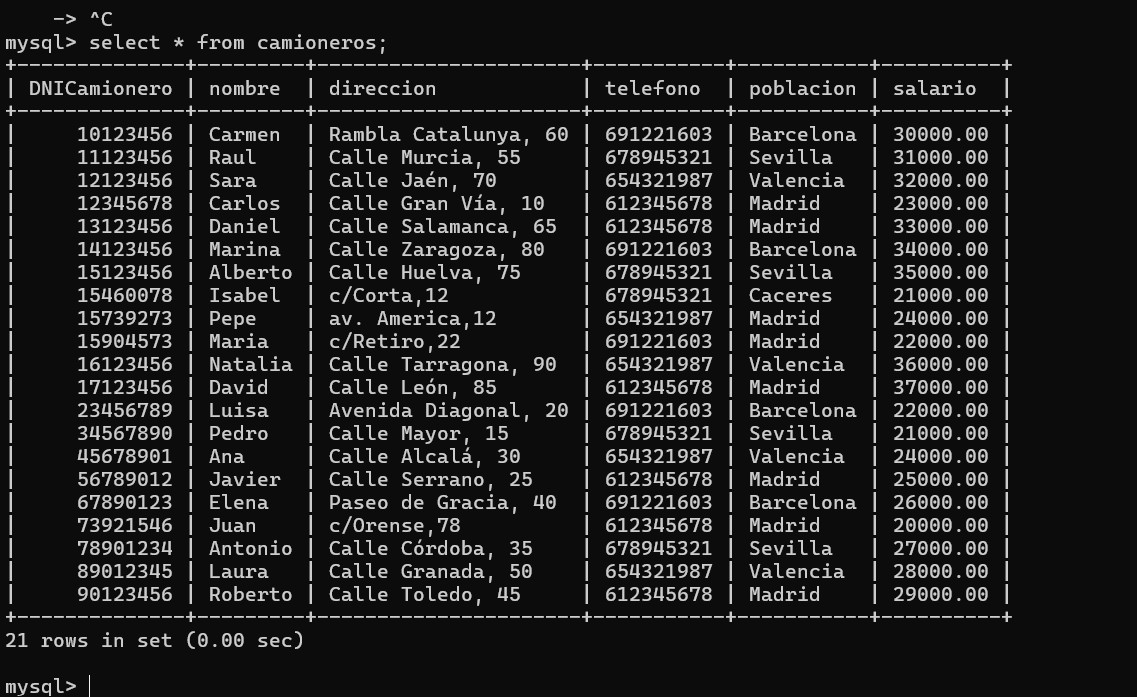 -> ^C
mysql> select * from camioneros;
+--------------+---------+----------------------+-----------+-----------+----------+
| DNICamionero | nombre  | direccion            | telefono  | poblacion | salario  |
+--------------+---------+----------------------+-----------+-----------+----------+
|     10123456 | Carmen  | Rambla Catalunya, 60 | 691221603 | Barcelona | 30000.00 |
|     11123456 | Raul    | Calle Murcia, 55     | 678945321 | Sevilla   | 31000.00 |
|     12123456 | Sara    | Calle Jaén, 70       | 654321987 | Valencia  | 32000.00 |
|     12345678 | Carlos  | Calle Gran Vía, 10   | 612345678 | Madrid    | 23000.00 |
|     13123456 | Daniel  | Calle Salamanca, 65  | 612345678 | Madrid    | 33000.00 |
|     14123456 | Marina  | Calle Zaragoza, 80   | 691221603 | Barcelona | 34000.00 |
|     15123456 | Alberto | Calle Huelva, 75     | 678945321 | Sevilla   | 35000.00 |
|     15460078 | Isabel  | c/Corta,12           | 678945321 | Caceres   | 21000.00 |
|     15739273 | Pepe    | av. America,12       | 654321987 | Madrid    | 24000.00 |
|     15904573 | Maria   | c/Retiro,22          | 691221603 | Madrid    | 22000.00 |
|     16123456 | Natalia | Calle Tarragona, 90  | 654321987 | Valencia  | 36000.00 |
|     17123456 | David   | Calle León, 85       | 612345678 | Madrid    | 37000.00 |
|     23456789 | Luisa   | Avenida Diagonal, 20 | 691221603 | Barcelona | 22000.00 |
|     34567890 | Pedro   | Calle Mayor, 15      | 678945321 | Sevilla   | 21000.00 |
|     45678901 | Ana     | Calle Alcalá, 30     | 654321987 | Valencia  | 24000.00 |
|     56789012 | Javier  | Calle Serrano, 25    | 612345678 | Madrid    | 25000.00 |
|     67890123 | Elena   | Paseo de Gracia, 40  | 691221603 | Barcelona | 26000.00 |
|     73921546 | Juan    | c/Orense,78          | 612345678 | Madrid    | 20000.00 |
|     78901234 | Antonio | Calle Córdoba, 35    | 678945321 | Sevilla   | 27000.00 |
|     89012345 | Laura   | Calle Granada, 50    | 654321987 | Valencia  | 28000.00 |
|     90123456 | Roberto | Calle Toledo, 45     | 612345678 | Madrid    | 29000.00 |
+--------------+---------+----------------------+-----------+-----------+----------+
21 rows in set (0.00 sec)
mysql>